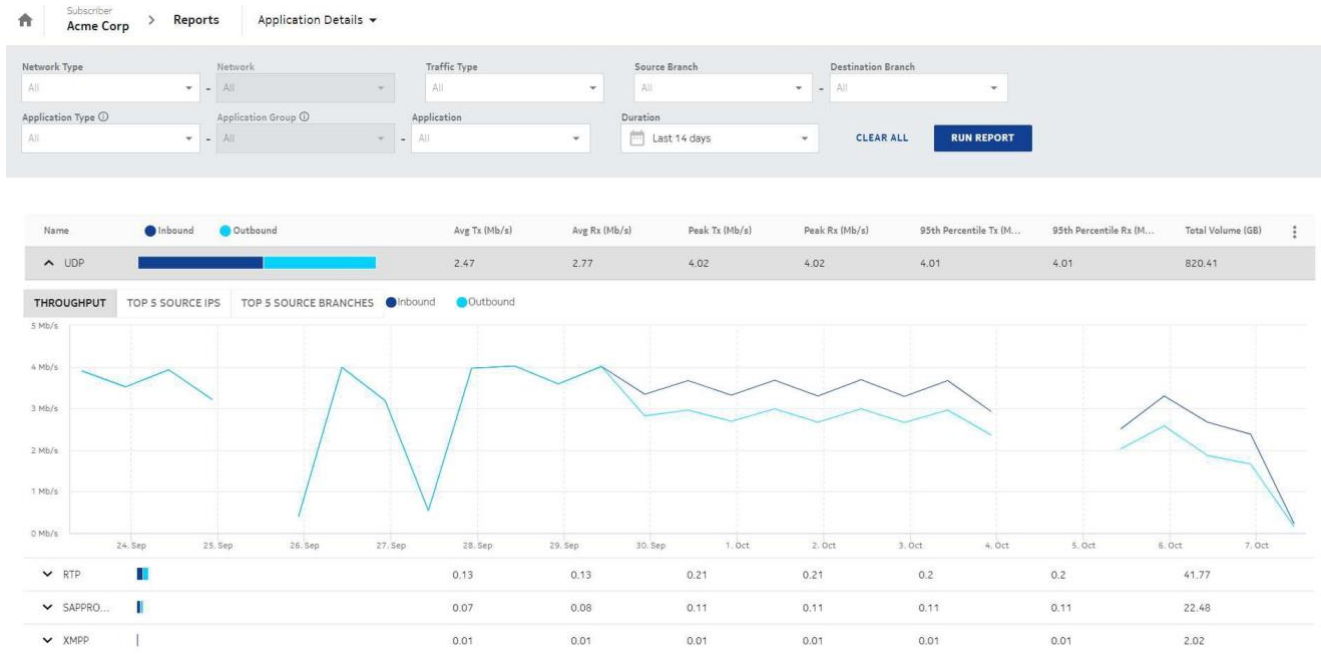 Subscriber
Acme Corp > Reports Application Details
Network Type Network Traffic Type Source Branch Destination Branch
All - All All All - All
Application Type Application Group Application Duration
All - All - All Last 14 days CLEAR ALL RUN REPORT
Name Inbound Outbound Avg Tx (Mb/s) Avg Rx (Mb/s) Peak Tx (Mb/s) Peak Rx (Mb/s) 95th Percentile Tx (M... 95th Percentile Rx (M... Total Volume (GB)
UDP 2.47 2.77 4.02 4.02 4.01 4.01 820.41
THROUGHPUT TOP 5 SOURCE IPS TOP 5 SOURCE BRANCHES Inbound Outbound
5 Mb/s
4 Mb/s
3 Mb/s
2 Mb/s
1 Mb/s
0 Mb/s
24. Sep 25. Sep 26. Sep 27. Sep 28. Sep 29. Sep 30. Sep 1. Oct 2. Oct 3. Oct 4. Oct 5. Oct 6. Oct 7. Oct
RTP 0.13 0.13 0.21 0.21 0.2 0.2 41.77
SAPPRO... 0.07 0.08 0.11 0.11 0.11 0.11 22.48
XMPP 0.01 0.01 0.01 0.01 0.01 0.01 2.02